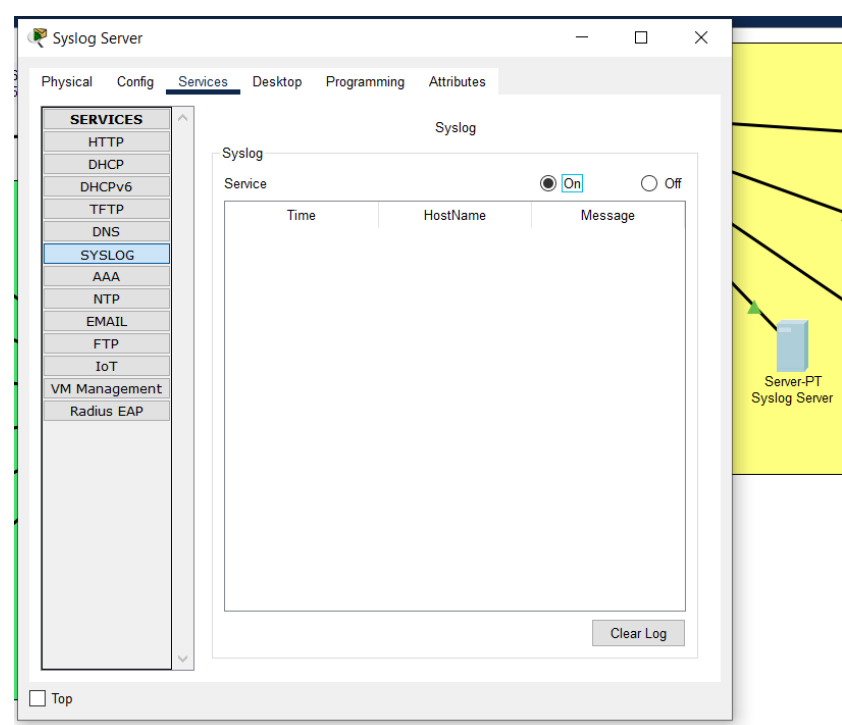 Syslog Server
Physical Config Services Desktop Programming Attributes
SERVICES
HTTP
DHCP
DHCPv6
TFTP
DNS
SYSLOG
AAA
NTP
EMAIL
FTP
IoT
VM Management
Radius EAP
Syslog
Syslog
Service On Off
Time HostName Message
Clear Log
Top
Server-PT
Syslog Server